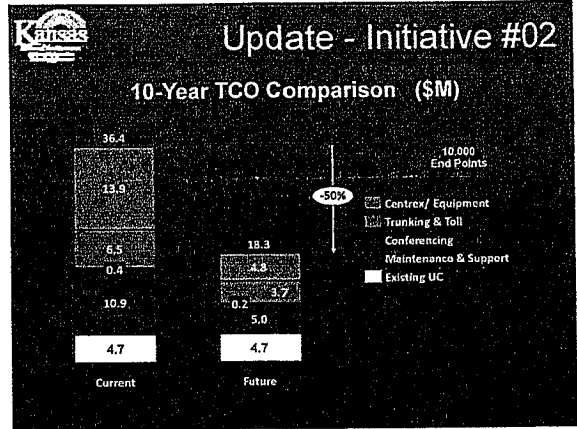 Kansas
Update - Initiative #02
10-Year TCO Comparison ($M)
36.4
13.9
6.5
0.4
10.9
4.7
Current
18.3
4.8
3.7
0.2
5.0
4.7
Future
-50%
10,000
End Points
Centrex/ Equipment
Trunking & Toll
Conferencing
Maintenance & Support
Existing UC